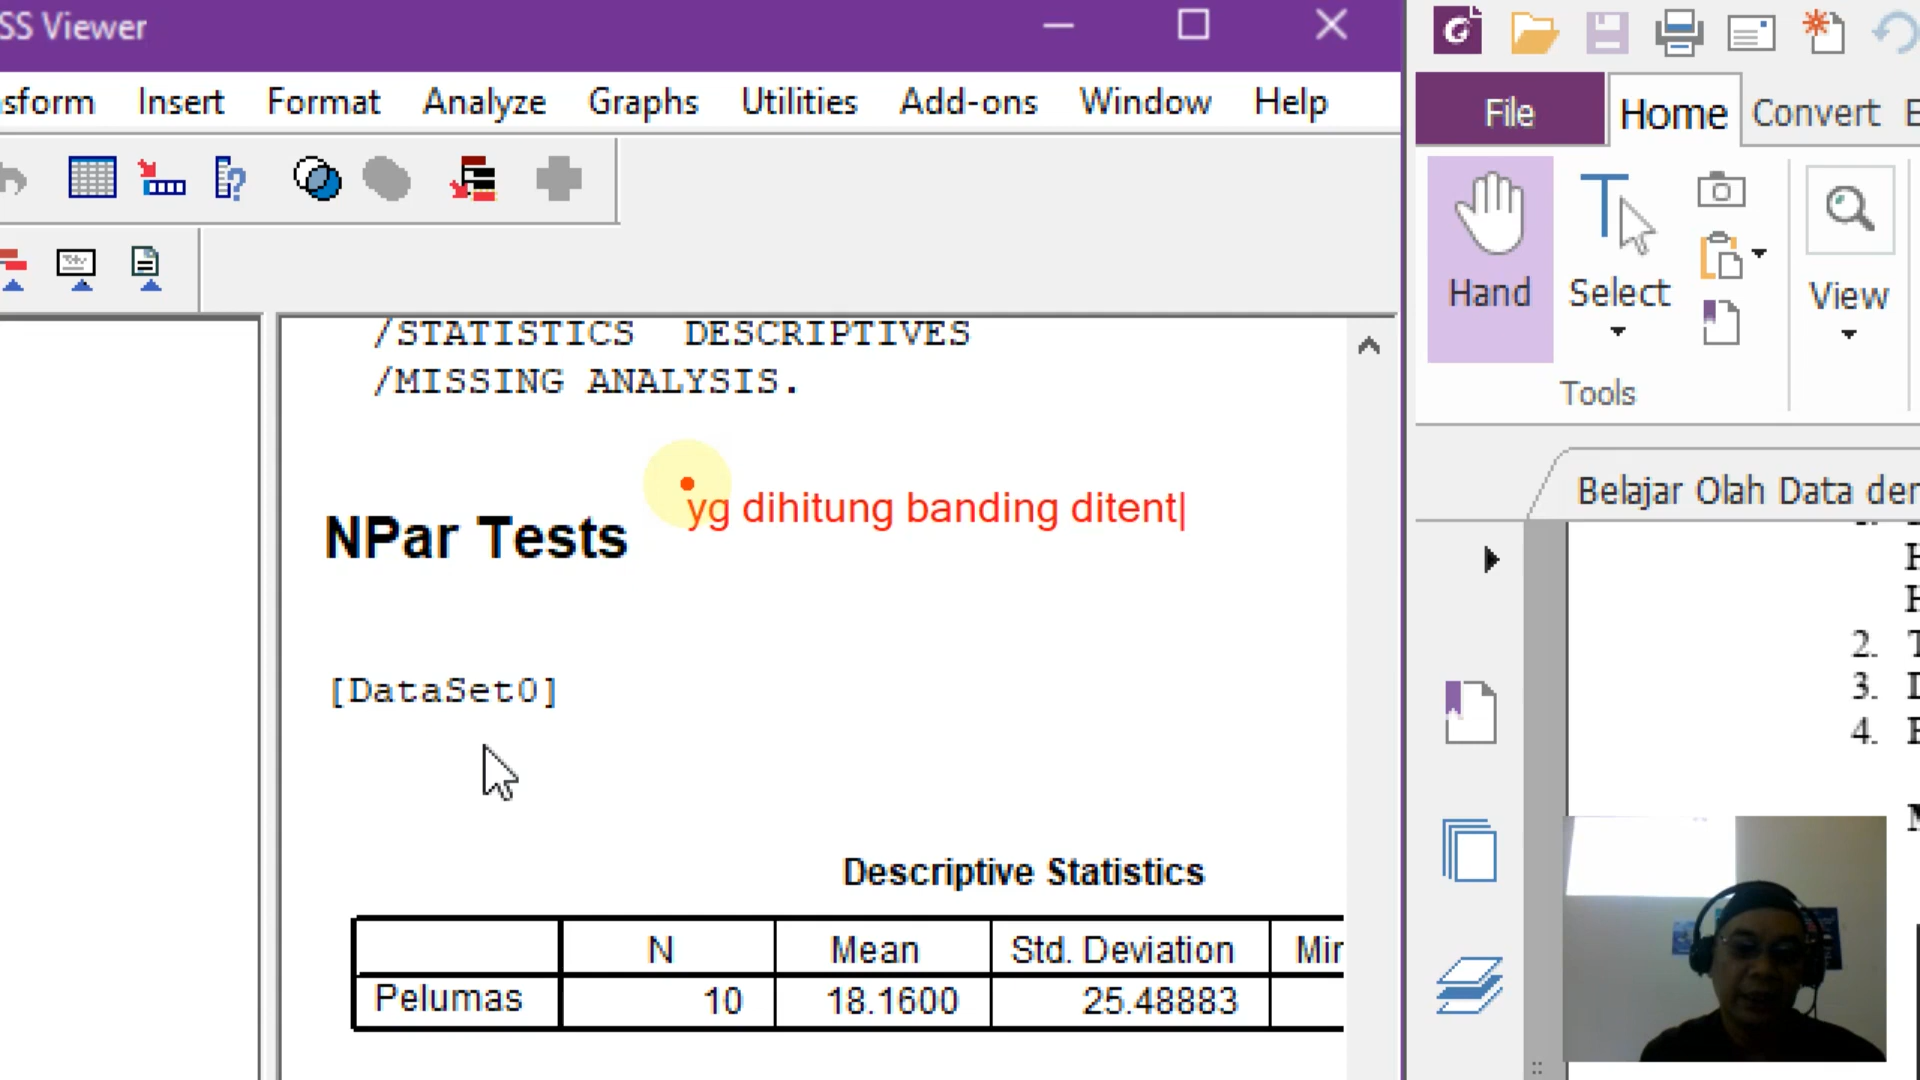 SS Viewer
sform Insert Format Analyze Graphs Utilities Add-ons Window Help
/STATISTICS DESCRIPTIVES
/MISSING ANALYSIS.
yg dihitung banding ditent
NPar Tests
[DataSet0]
Descriptive Statistics
N Mean Std. Deviation
Pelumas 10 18.1600 25.48883
File Home Convert
Hand Select View
Tools
Belajar Olah Data
2.
3.
4.